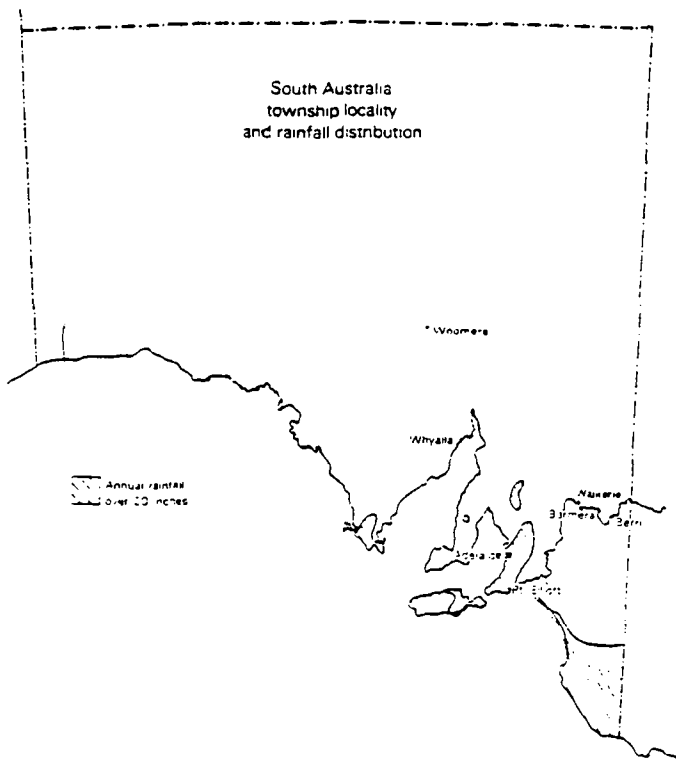 South Australia
township locality
and rainfall distribution
Woomera
Whyalla
Annual rainfall
over 20 inches
Waikerie
Barmera
Berri
Adelaide
Pt. Elliot